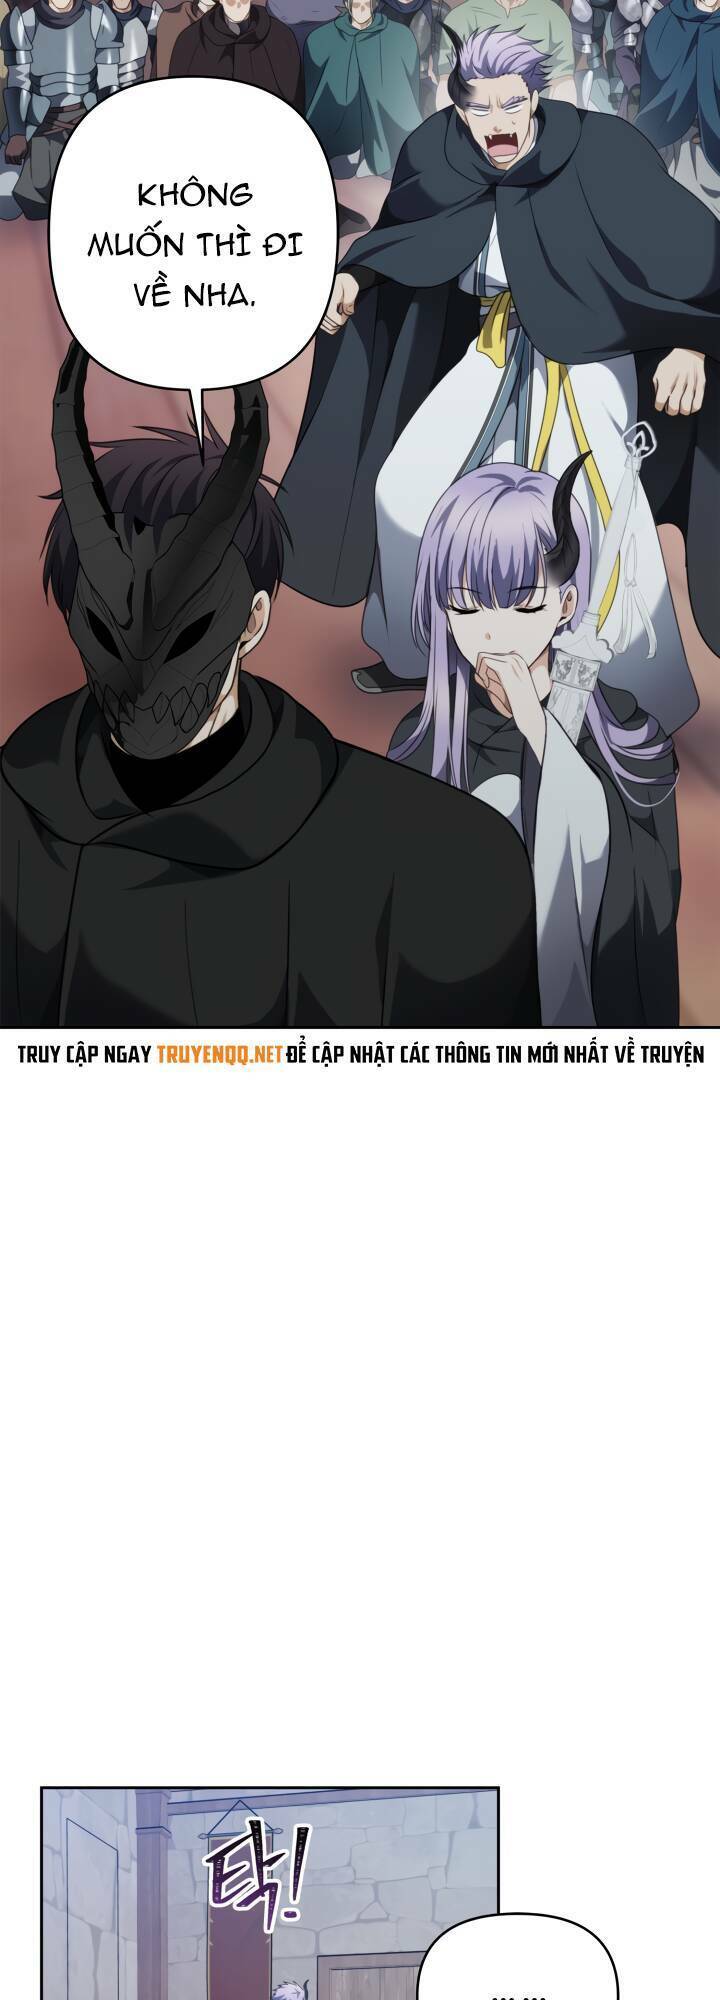 KHÔNG
MUỐN THÌ ĐI
VỀ NHA.
TRUY CẬP NGAY TRUYENQQ.NET ĐỂ CẬP NHẬT CÁC THÔNG TIN MỚI NHẤT VỀ TRUYỆN
탁!